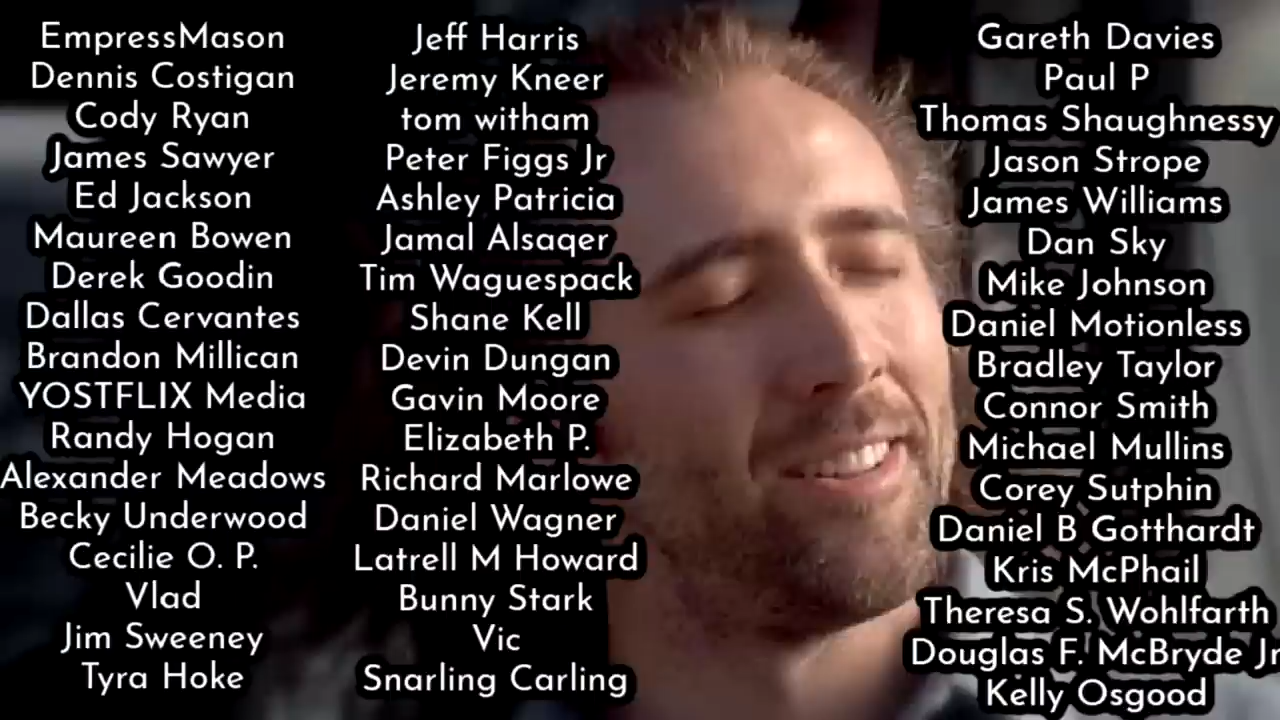 EmpressMason
Dennis Costigan
Cody Ryan
James Sawyer
Ed Jackson
Maureen Bowen
Derek Goodin
Dallas Cervantes
Brandon Millican
YOSTFLIX Media
Randy Hogan
Alexander Meadows
Becky Underwood
Cecilie O. P.
Vlad
Jim Sweeney
Tyra Hoke
Jeff Harris
Jeremy Kneer
tom witham
Peter Figgs Jr
Ashley Patricia
Jamal Alsaqer
Tim Waguespack
Shane Kell
Devin Dungan
Gavin Moore
Elizabeth P.
Richard Marlowe
Daniel Wagner
Latrell M Howard
Bunny Stark
Vic
Snarling Carling
Gareth Davies
Paul P
Thomas Shaughnessy
Jason Strope
James Williams
Dan Sky
Mike Johnson
Daniel Motionless
Bradley Taylor
Connor Smith
Michael Mullins
Corey Sutphin
Daniel B Gotthardt
Kris McPhail
Theresa S. Wohlfarth
Douglas F. McBryde Jr
Kelly Osgood